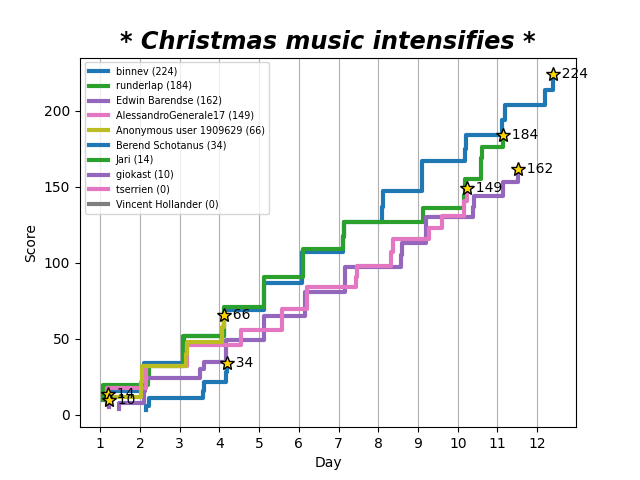 * Christmas music intensifies *
binnev (224)
runderlap (184)
Edwin Barendse (162)
AlessandroGenerale17 (149)
Anonymous user 1909629 (66)
Berend Schotanus (34)
Jari (14)
giokast (10)
tserrien (0)
Vincent Hollander (0)
224
184
162
149
66
34
14
10
200
150
100
50
0
Score
1 2 3 4 5 6 7 8 9 10 11 12
Day